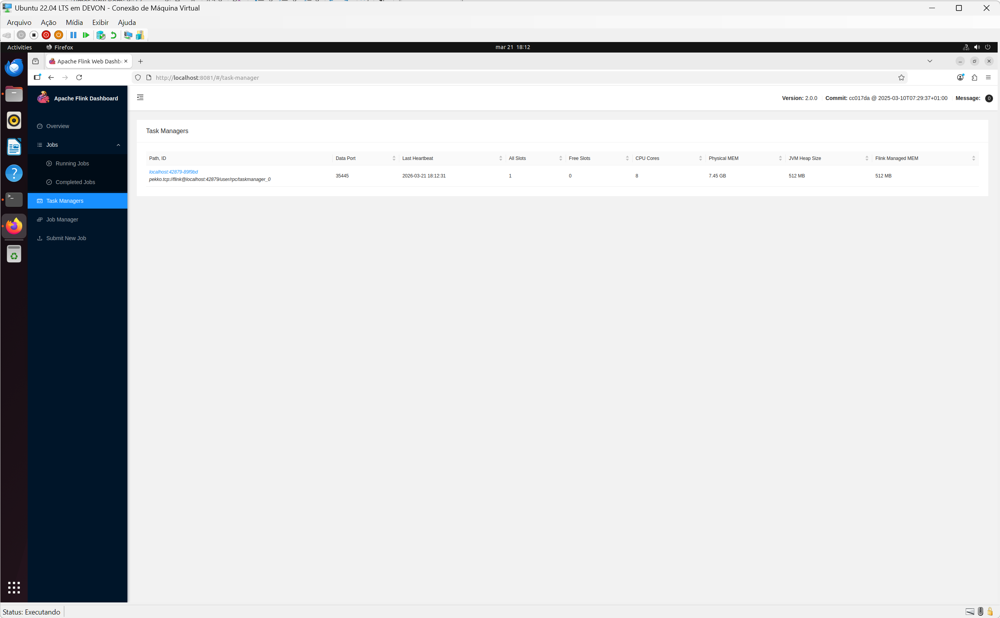 Ubuntu 22.04 LTS em DEVON - Conexão de Máquina Virtual
Arquivo Ação Mídia Exibir Ajuda
Activities Firefox mar 21 18:12
Apache Flink Web Dashb
http://localhost:8081/#/task-manager
Apache Flink Dashboard
Version: 2.0.0 Commit: cc017da @ 2025-03-10T07:29:37+01:00 Message: 0
Overview
Jobs
Running Jobs
Completed Jobs
Task Managers
Job Manager
Submit New Job
Task Managers
Path, ID Data Port Last Heartbeat All Slots Free Slots CPU Cores Physical MEM JVM Heap Size Flink Managed MEM
localhost:42879-89f9bd
pekko.tcp://flink@localhost:42879/user/rpc/taskmanager_0
35445 2026-03-21 18:12:31 1 0 8 7.45 GB 512 MB 512 MB
Status: Executando